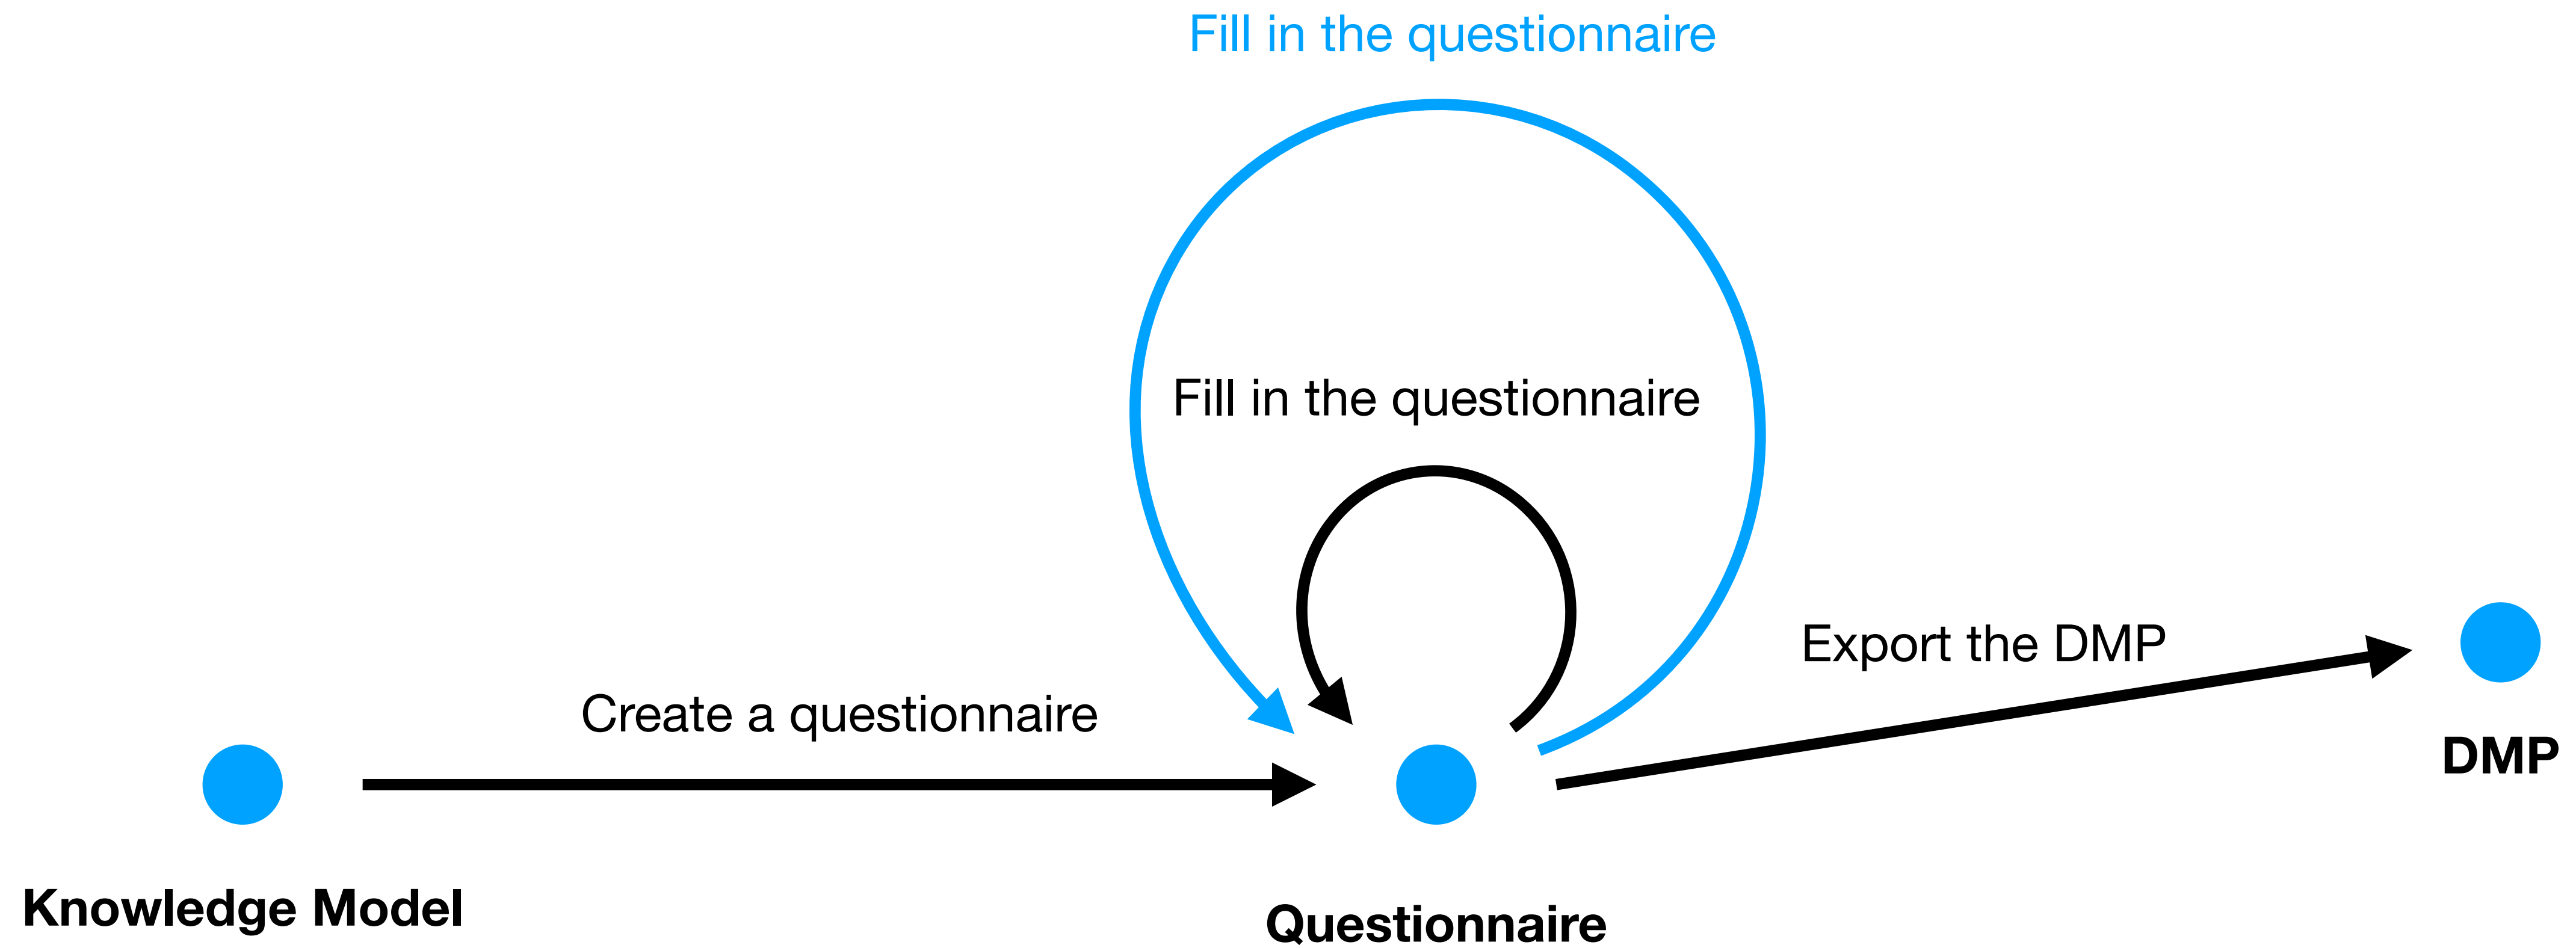 Fill in the questionnaire
Fill in the questionnaire
Export the DMP
Create a questionnaire
DMP
Knowledge Model
Questionnaire